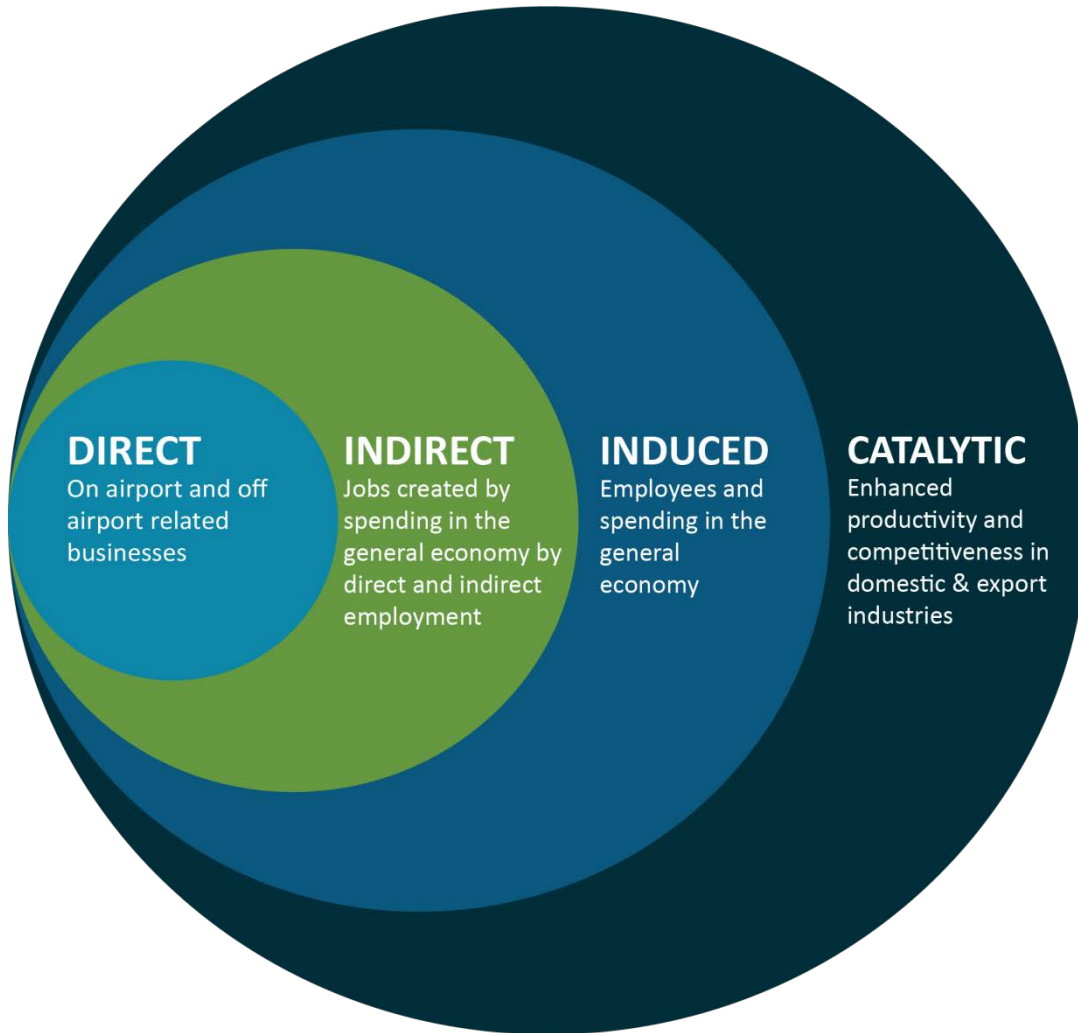 DIRECT
On airport and off
airport related
businesses
INDIRECT
Jobs created by
spending in the
general economy by
direct and indirect
employment
INDUCED
Employees and
spending in the
general
economy
CATALYTIC
Enhanced
productivity and
competitiveness in
domestic & export
industries